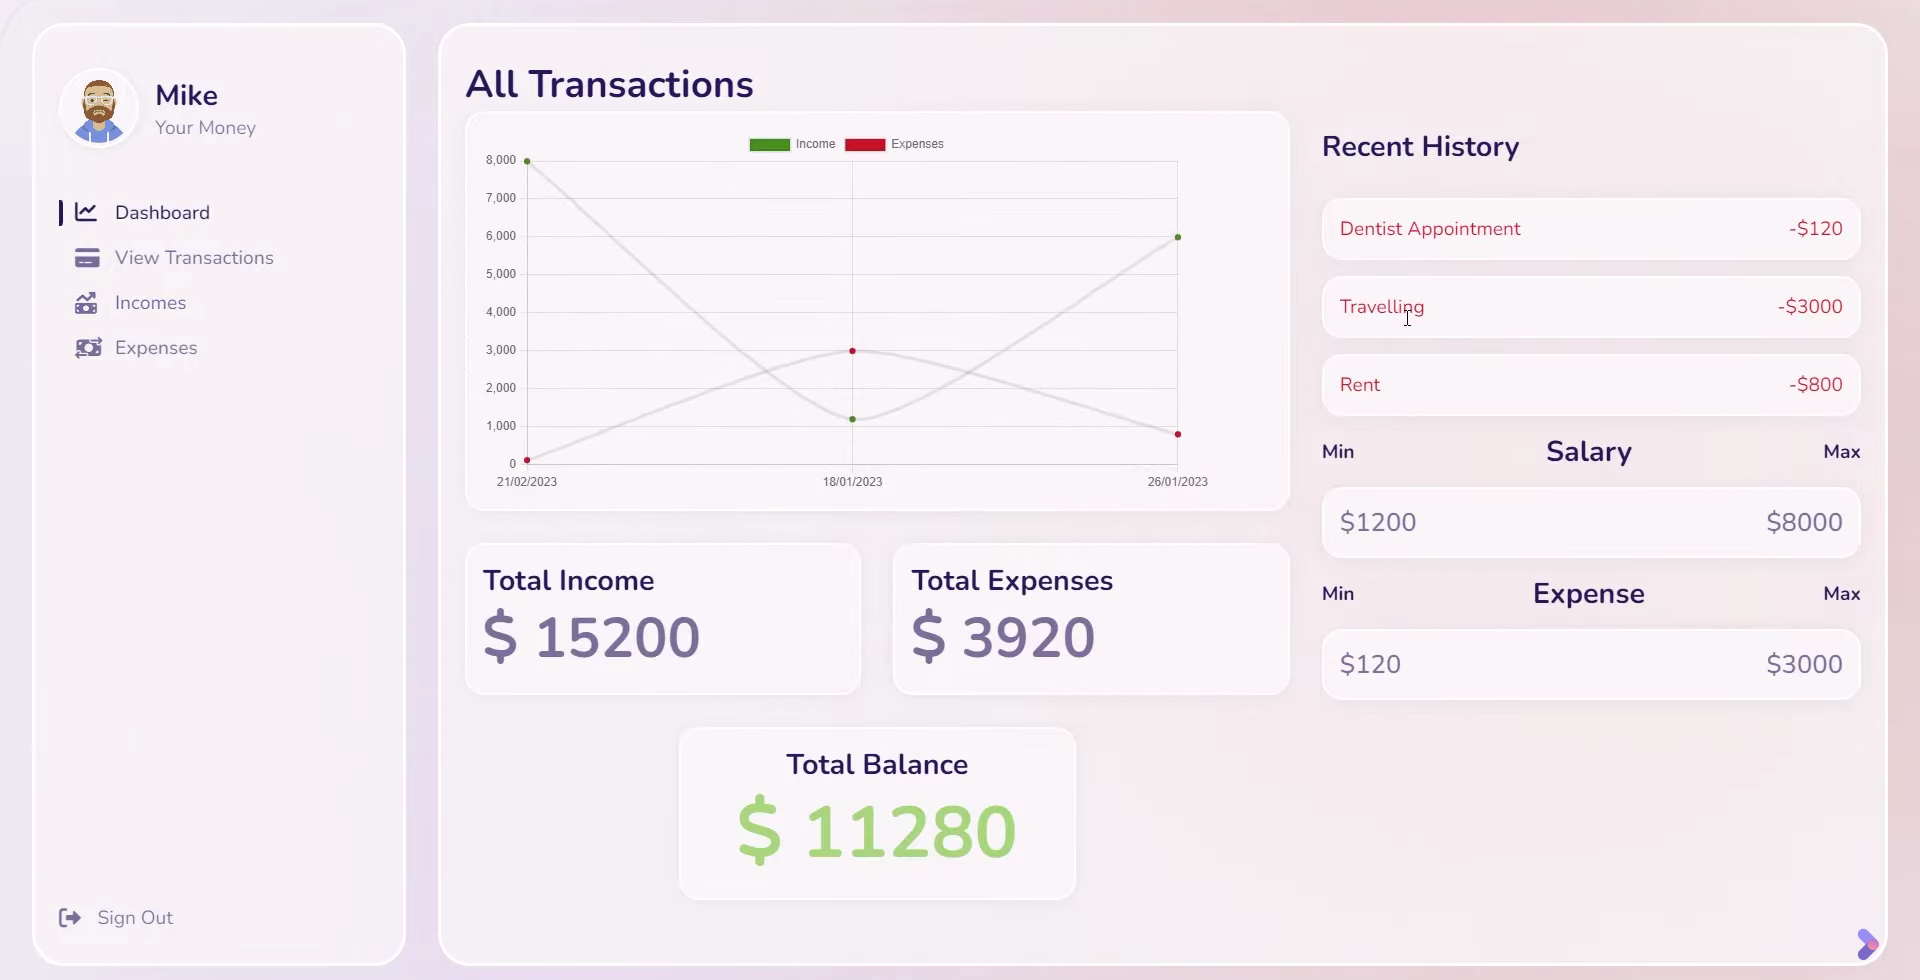 Mike
Your Money
Dashboard
View Transactions
Incomes
Expenses
Sign Out
All Transactions
Income Expenses
8,000
7,000
6,000
5,000
4,000
3,000
2,000
1,000
0
21/02/2023 18/01/2023 26/01/2023
Total Income
$ 15200
Total Expenses
$ 3920
Total Balance
$ 11280
Recent History
Dentist Appointment -$120
Travelling -$3000
Rent -$800
Min Salary Max
$1200 $8000
Min Expense Max
$120 $3000